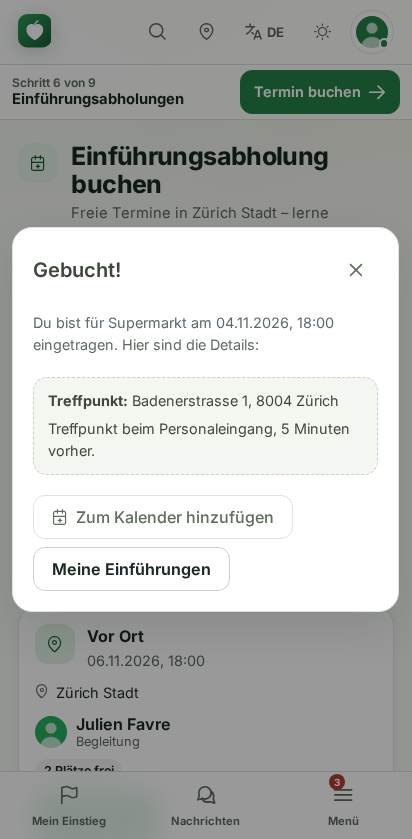 DE
Schritt 6 von 9
Einführungsabholungen
Termin buchen
Einführungsabholung
buchen
Freie Termine in Zürich Stadt – lerne
Gebucht!
Du bist für Supermarkt am 04.11.2026, 18:00
eingetragen. Hier sind die Details:
Treffpunkt: Badenerstrasse 1, 8004 Zürich
Treffpunkt beim Personaleingang, 5 Minuten
vorher.
Zum Kalender hinzufügen
Meine Einführungen
Vor Ort
06.11.2026, 18:00
Zürich Stadt
Julien Favre
Begleitung
2 Plätze frei
3
Mein Einstieg
Nachrichten
Menü